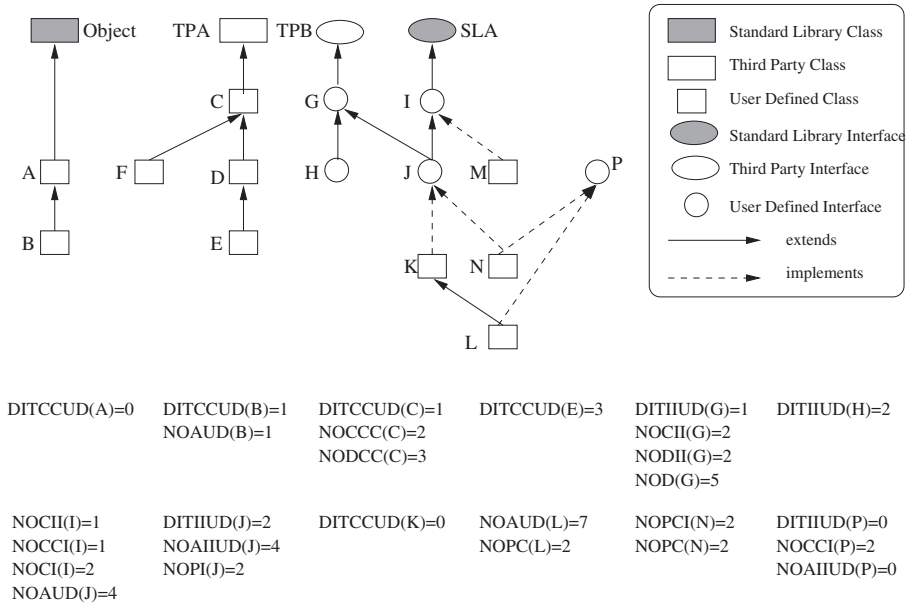 Object TPA TPB SLA
C G I
A F D H J M P
B E K N
L
Standard Library Class
Third Party Class
User Defined Class
Standard Library Interface
Third Party Interface
User Defined Interface
extends
implements
DITCCUD(A)=0
DITCCUD(B)=1
NOAUD(B)=1
DITCCUD(C)=1
NOCCC(C)=2
NODCC(C)=3
DITCCUD(E)=3
DITIIUD(G)=1
NOCII(G)=2
NODII(G)=2
NOD(G)=5
DITIIUD(H)=2
NOCII(I)=1
NOCCI(I)=1
NOCI(I)=2
NOAUD(J)=4
DITIIUD(J)=2
NOAIIUD(J)=4
NOPI(J)=2
DITCCUD(K)=0
NOAUD(L)=7
NOPC(L)=2
NOPCI(N)=2
NOPC(N)=2
DITIIUD(P)=0
NOCCI(P)=2
NOAIIUD(P)=0